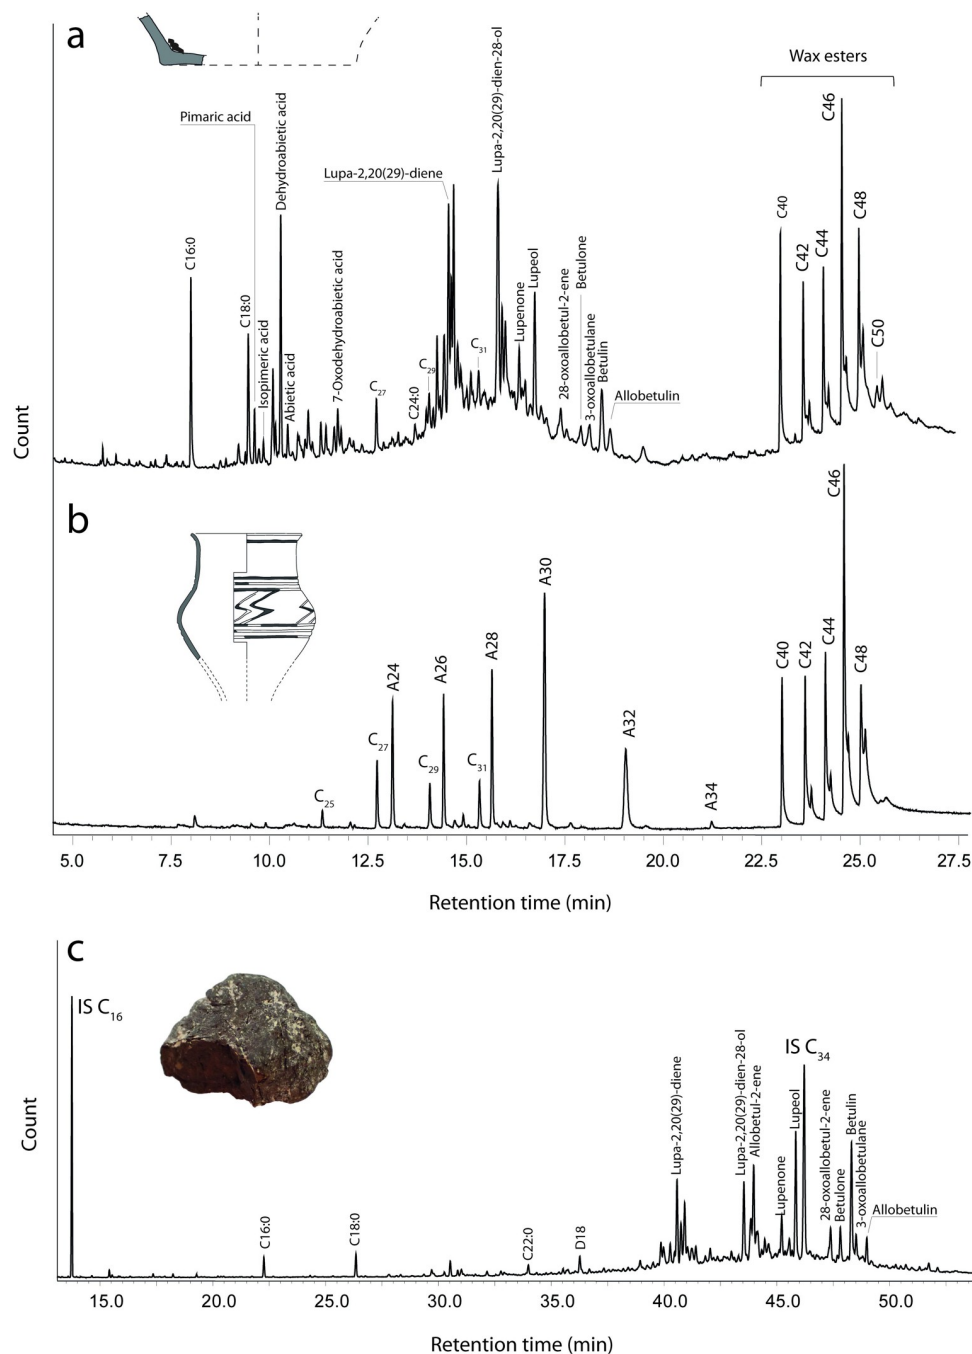 a
Pimaric acid
Dehydroabietic acid
Lupa-2,20(29)-diene
Lupa-2,20(29)-dien-28-ol
Wax esters
C16:0
C18:0
Isopimeric acid
Abietic acid
7-Oxodehydroabietic acid
C27
C24:0
C29
C31
Lupenone
Lupeol
28-oxoallobetul-2-ene
Betulone
3-oxoallobetulane
Betulin
Allobetulin
C40
C42
C44
C46
C48
C50
Count
b
C25
C27
A24
C29
A26
C31
A28
A30
A32
A34
C40
C42
C44
C46
C48
5.0 7.5 10.0 12.5 15.0 17.5 20.0 22.5 25.0 27.5
Retention time (min)
c
IS C16
C16:0
C18:0
C22:0
D18
Lupa-2,20(29)-diene
Lupa-2,20(29)-dien-28-ol
Allobetul-2-ene
Lupenone
Lupeol
IS C34
28-oxoallobetul-2-ene
Betulone
Betulin
3-oxoallobetulane
Allobetulin
Count
15.0 20.0 25.0 30.0 35.0 40.0 45.0 50.0
Retention time (min)